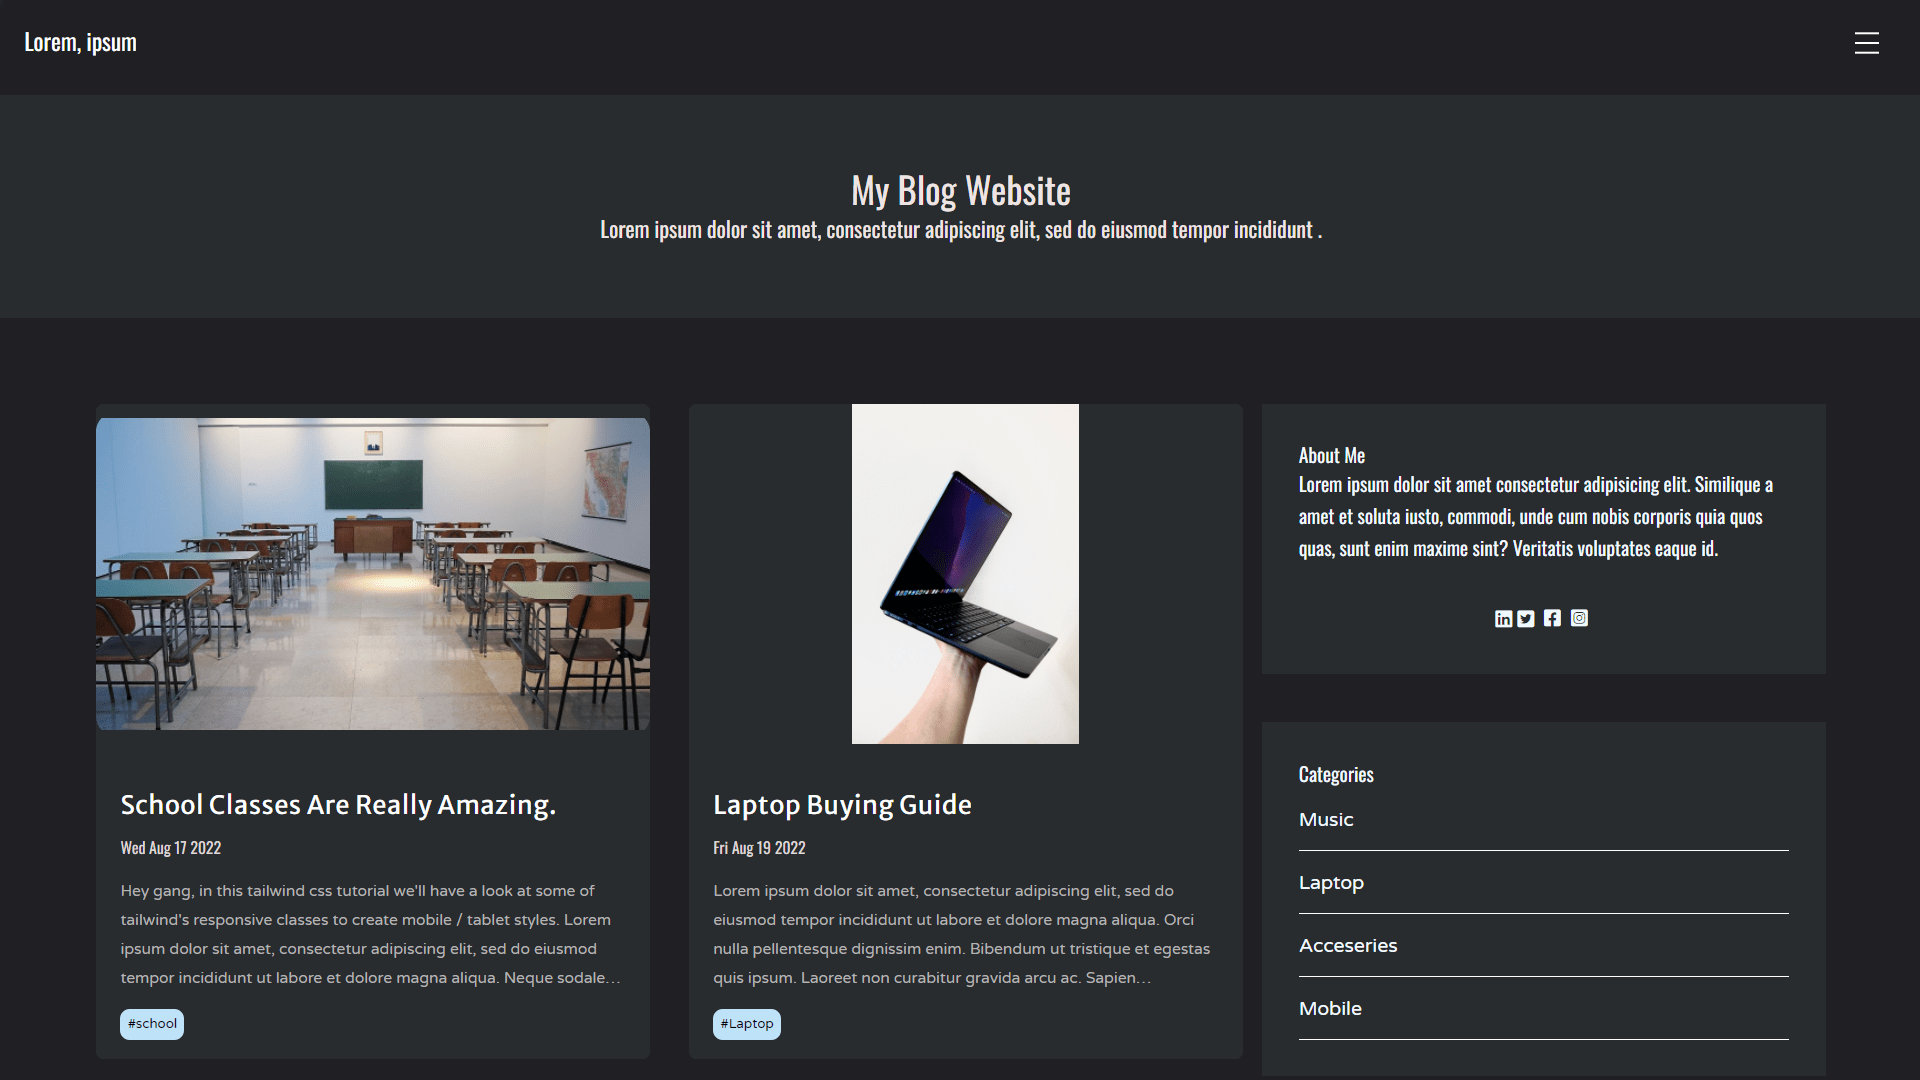 Lorem, ipsum
My Blog Website
Lorem ipsum dolor sit amet, consectetur adipiscing elit, sed do eiusmod tempor incididunt .
School Classes Are Really Amazing.
Wed Aug 17 2022
Hey gang, in this tailwind css tutorial we'll have a look at some of
tailwind's responsive classes to create mobile / tablet styles. Lorem
ipsum dolor sit amet, consectetur adipiscing elit, sed do eiusmod
tempor incididunt ut labore et dolore magna aliqua. Neque sodale…
#school
Laptop Buying Guide
Fri Aug 19 2022
Lorem ipsum dolor sit amet, consectetur adipiscing elit, sed do
eiusmod tempor incididunt ut labore et dolore magna aliqua. Orci
nulla pellentesque dignissim enim. Bibendum ut tristique et egestas
quis ipsum. Laoreet non curabitur gravida arcu ac. Sapien…
#Laptop
About Me
Lorem ipsum dolor sit amet consectetur adipisicing elit. Similique a
amet et soluta iusto, commodi, unde cum nobis corporis quia quos
quas, sunt enim maxime sint? Veritatis voluptates eaque id.
Categories
Music
Laptop
Acceseries
Mobile